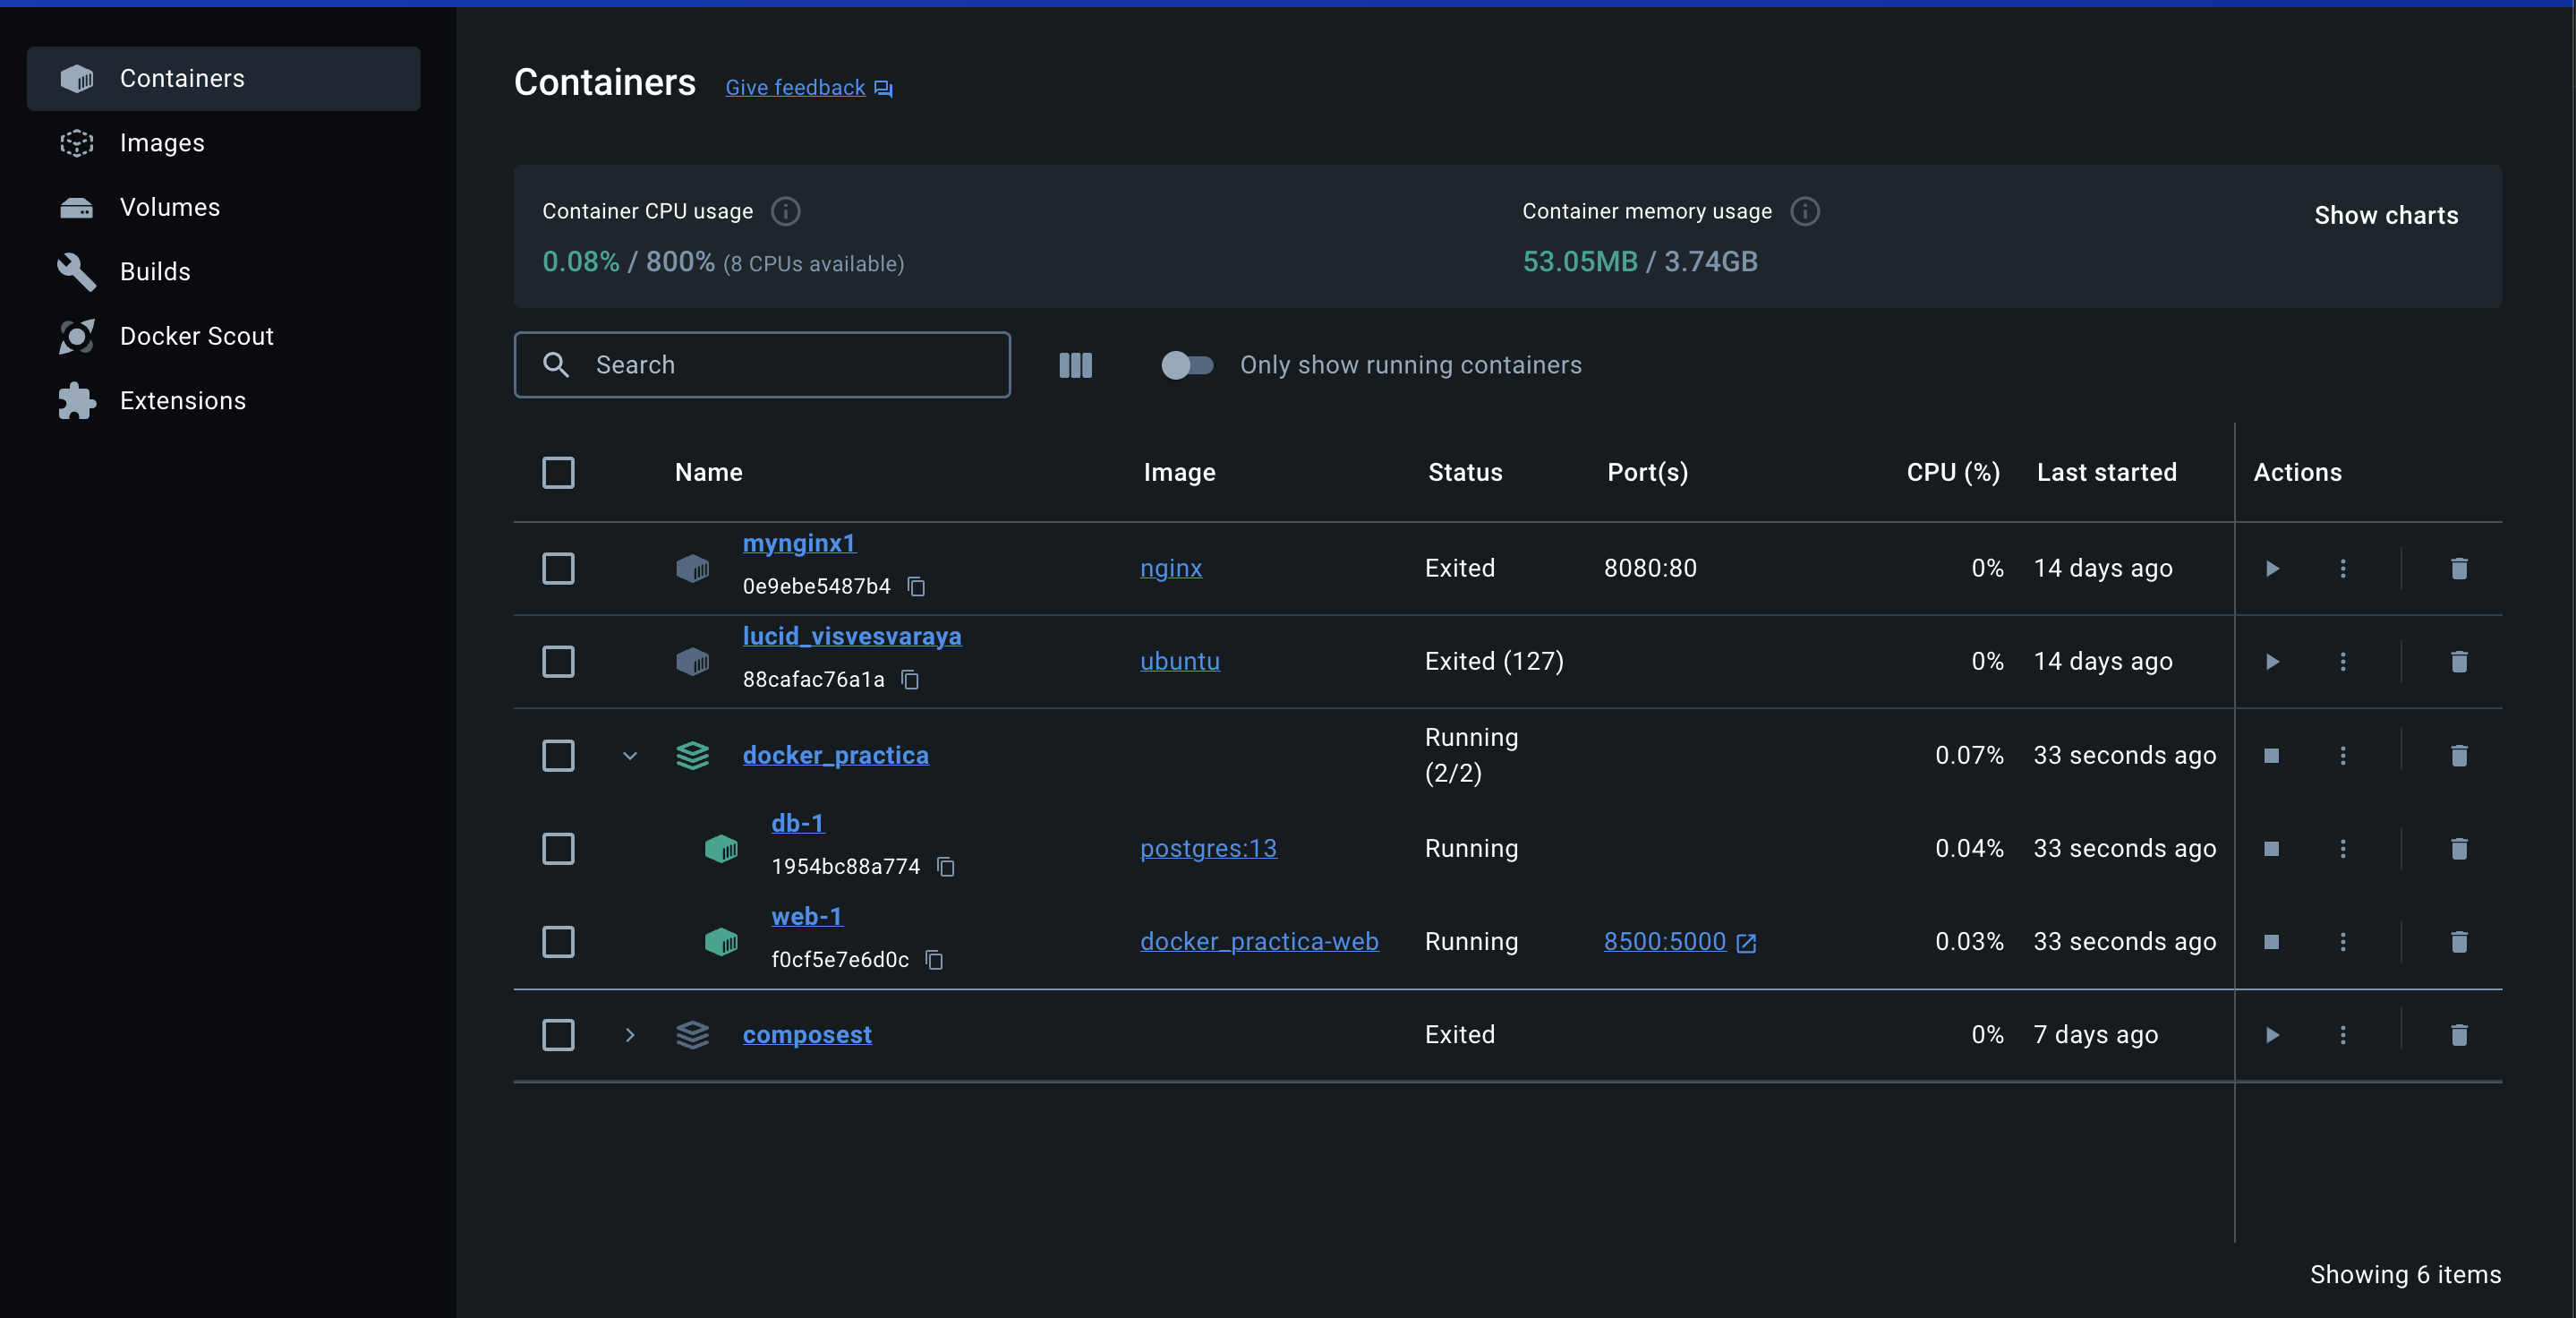 Containers
Images
Volumes
Builds
Docker Scout
Extensions
Containers Give feedback
Container CPU usage
0.08% / 800% (8 CPUs available)
Container memory usage
53.05MB / 3.74GB
Show charts
Search
Only show running containers
Name Image Status Port(s) CPU (%) Last started Actions
mynginx1
0e9ebe5487b4
nginx Exited 8080:80 0% 14 days ago
lucid_visvesvaraya
88cafac76a1a
ubuntu Exited (127) 0% 14 days ago
docker_practica
Running
(2/2)
0.07% 33 seconds ago
db-1
1954bc88a774
postgres:13 Running 0.04% 33 seconds ago
web-1
f0cf5e7e6d0c
docker_practica-web Running 8500:5000 0.03% 33 seconds ago
composest Exited 0% 7 days ago
Showing 6 items